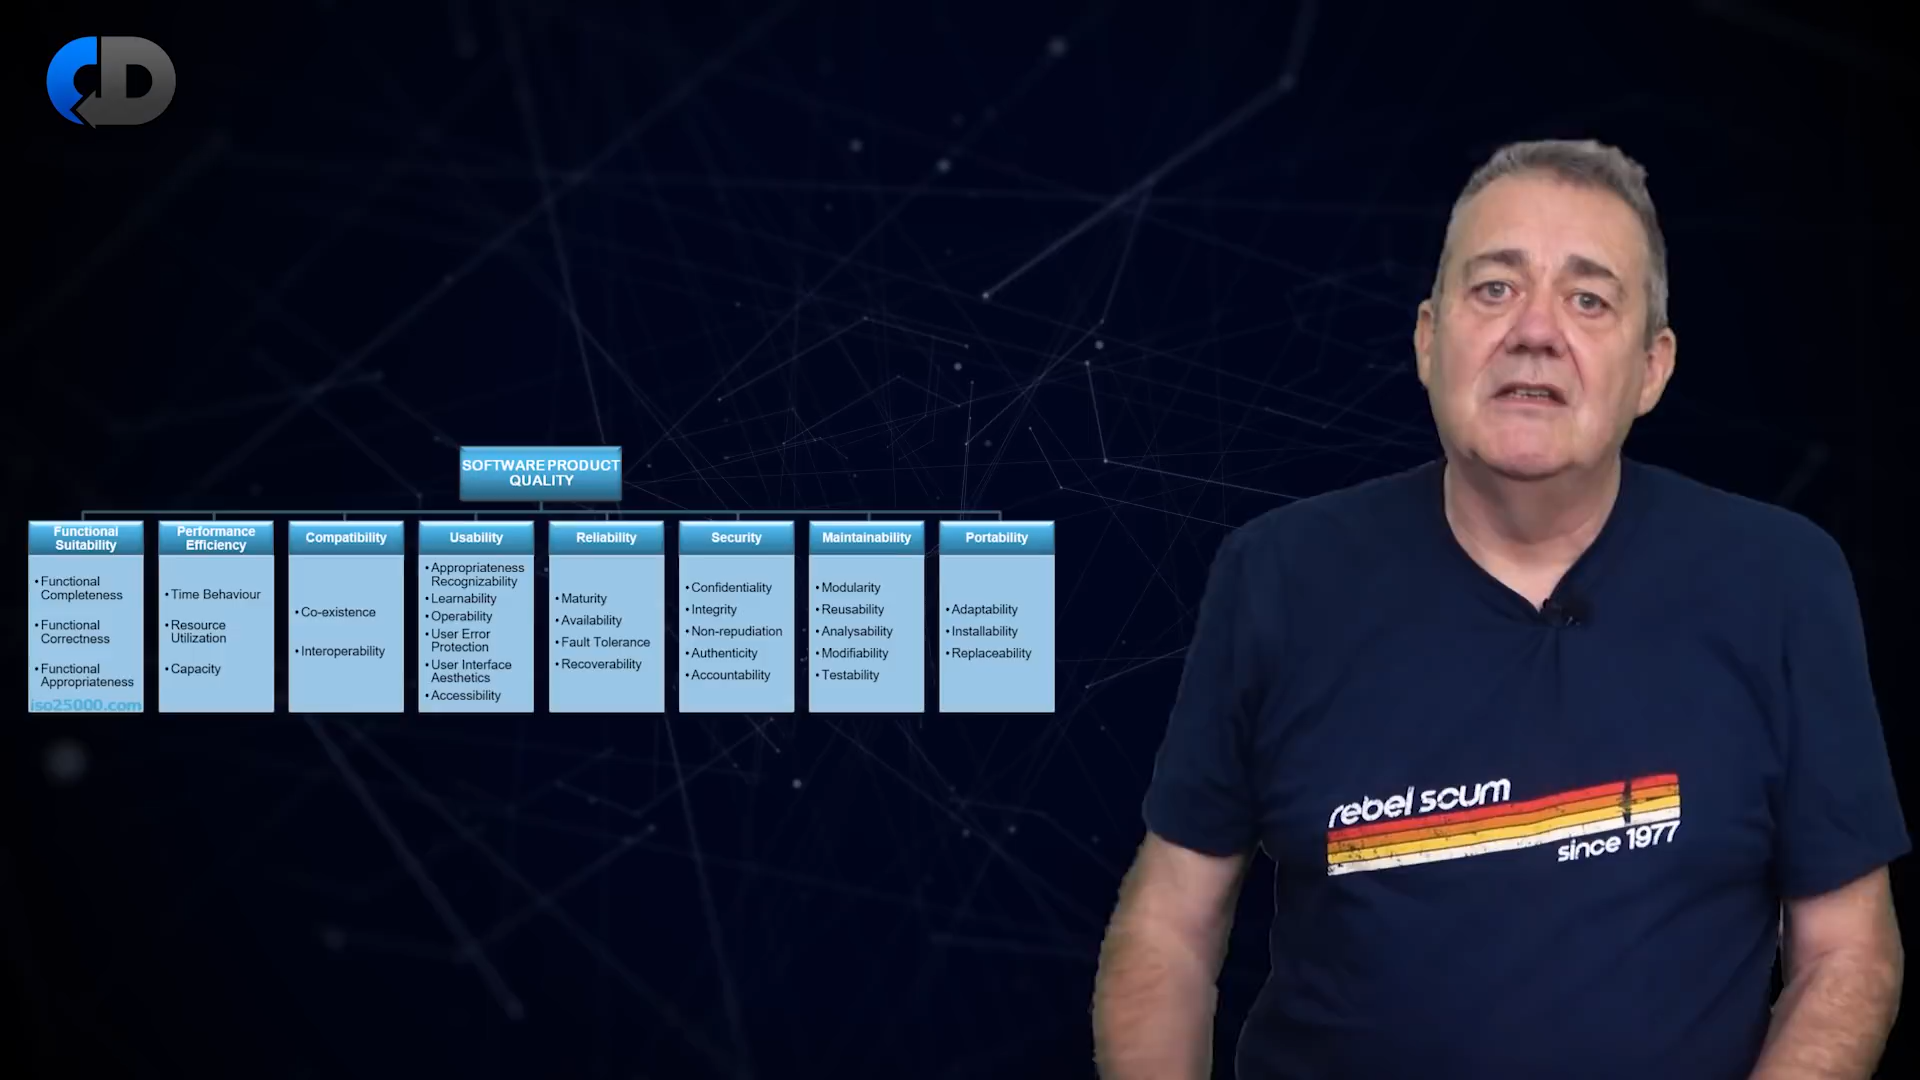 CD
SOFTWARE PRODUCT
QUALITY
Functional
Suitability
• Functional
Completeness
• Functional
Correctness
• Functional
Appropriateness
iso25000.com
Performance
Efficiency
• Time Behaviour
• Resource
Utilization
• Capacity
Compatibility
• Co-existence
• Interoperability
Usability
• Appropriateness
Recognizability
• Learnability
• Operability
• User Error
Protection
• User Interface
Aesthetics
• Accessibility
Reliability
• Maturity
• Availability
• Fault Tolerance
• Recoverability
Security
• Confidentiality
• Integrity
• Non-repudiation
• Authenticity
• Accountability
Maintainability
• Modularity
• Reusability
• Analysability
• Modifiability
• Testability
Portability
• Adaptability
• Installability
• Replaceability
rebel scum
since 1977